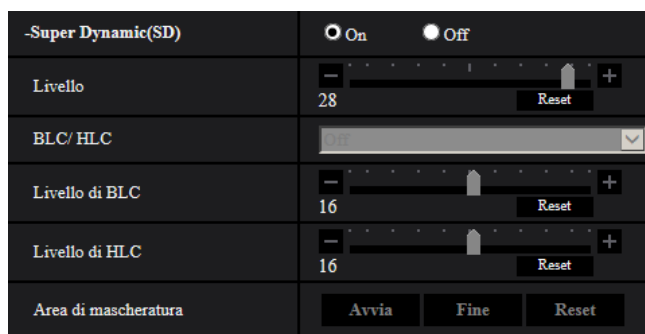 -Super Dynamic(SD) On Off
Livello 28 Reset
BLC/ HLC Off
Livello di BLC 16 Reset
Livello di HLC 16 Reset
Area di mascheratura Avvia Fine Reset